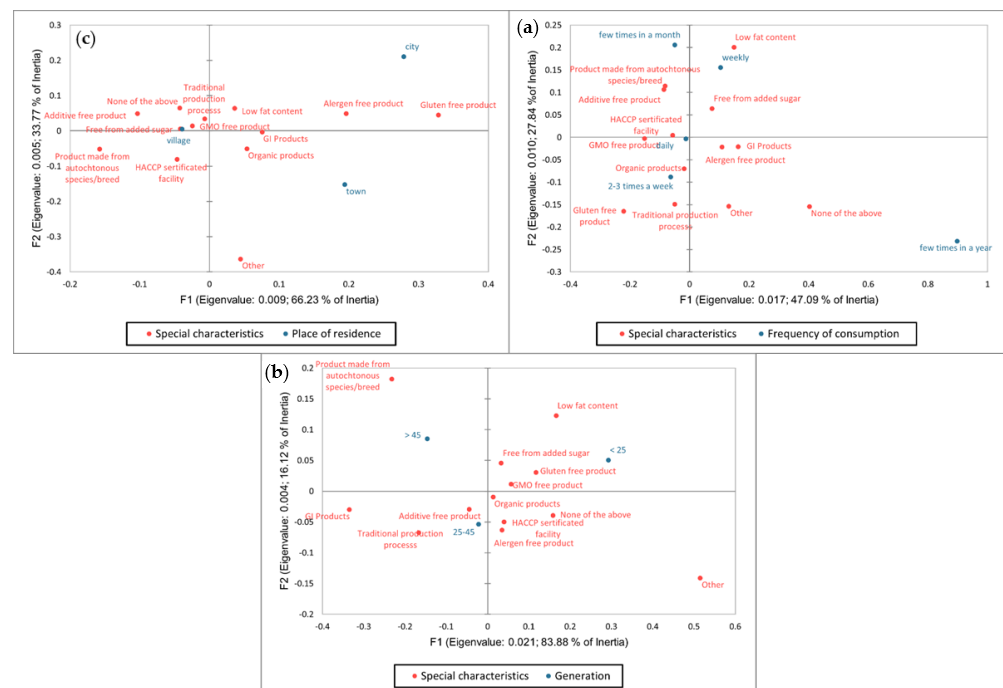 (c)
0.3
0.2
0.1
0
-0.1
-0.2
-0.3
-0.4
F2 (Eigenvalue: 0.005; 33.77 % of Inertia)
city
Traditional
production
processs
None of the above
Low fat content
Alergen free product
Gluten free product
Additive free product
Free from added sugar
GMO free product
village
GI Products
Organic products
Product made from
autochtonous
species/breed
HACCP sertificated
facility
town
Other
-0.2
-0.1
0
0.1
0.2
0.3
0.4
F1 (Eigenvalue: 0.009; 66.23 % of Inertia)
Special characteristics
Place of residence
(a)
0.25
0.2
0.15
0.1
0.05
0
-0.05
-0.1
-0.15
-0.2
-0.25
-0.3
F2 (Eigenvalue: 0.010; 27.84 %of Inertia)
few times in a month
Low fat content
weekly
Product made from autochtonous
species/breed
Additive free product
Free from added sugar
HACCP sertificated
facility
GMO free product
daily
GI Products
Alergen free product
Organic products
2-3 times a week
Gluten free
product
Traditional production
processs
Other
None of the above
few times in a year
-0.4
-0.2
0
0.2
0.4
0.6
0.8
1
F1 (Eigenvalue: 0.017; 47.09 % of Inertia)
Special characteristics
Frequency of consumption
(b)
0.2
0.15
0.1
0.05
0
-0.05
-0.1
-0.15
-0.2
F2 (Eigenvalue: 0.004; 16.12 % of Inertia)
Product made from
autochtonous
species/breed
Low fat content
> 45
< 25
Free from added sugar
Gluten free product
GMO free product
Organic products
GI Products
Additive free product
None of the above
25-45
HACCP sertificated
facility
Traditional production
processs
Alergen free product
Other
-0.4
-0.3
-0.2
-0.1
0
0.1
0.2
0.3
0.4
0.5
0.6
F1 (Eigenvalue: 0.021; 83.88 % of Inertia)
Special characteristics
Generation